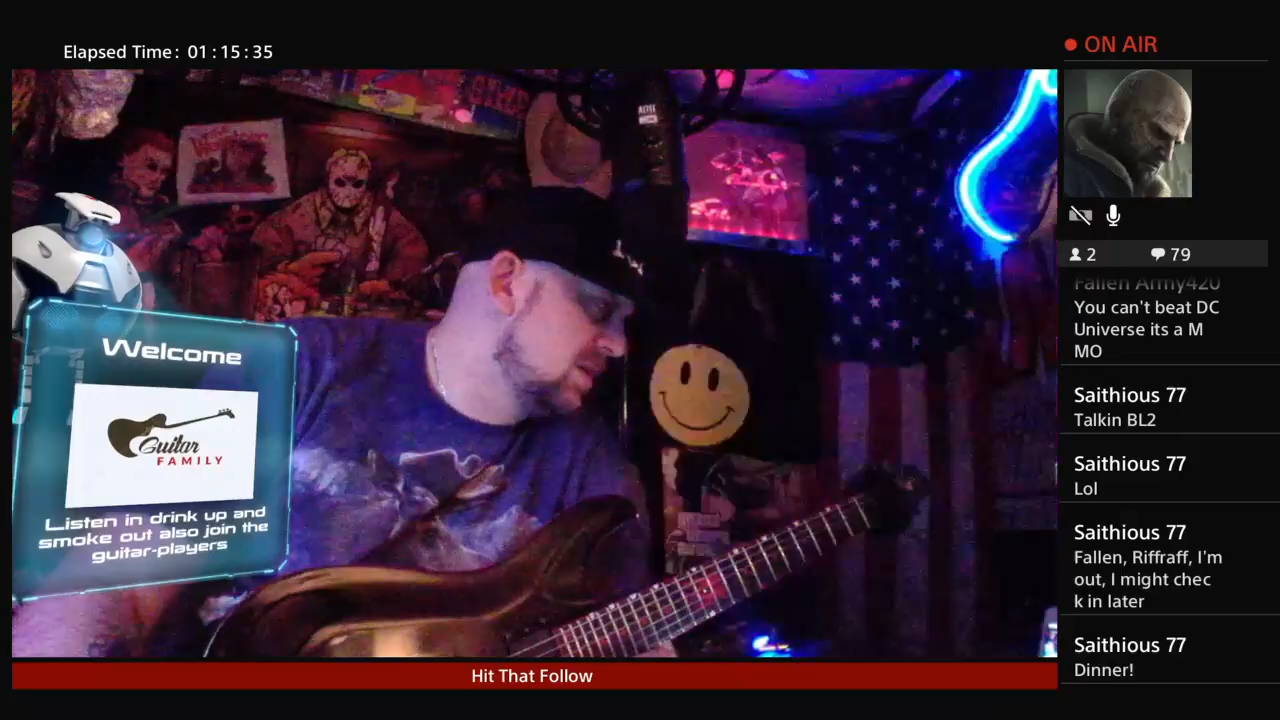 Elapsed Time: 01:15:35
ON AIR
2
79
Fallen Army420
You can't beat DC
Universe its a M
MO
Saithious 77
Talkin BL2
Saithious 77
Lol
Saithious 77
Fallen, Riffraff, I'm
out, I might chec
k in later
Saithious 77
Dinner!
Welcome
Guitar
FAMILY
Listen in drink up and
smoke out also join the
guitar-players
Hit That Follow